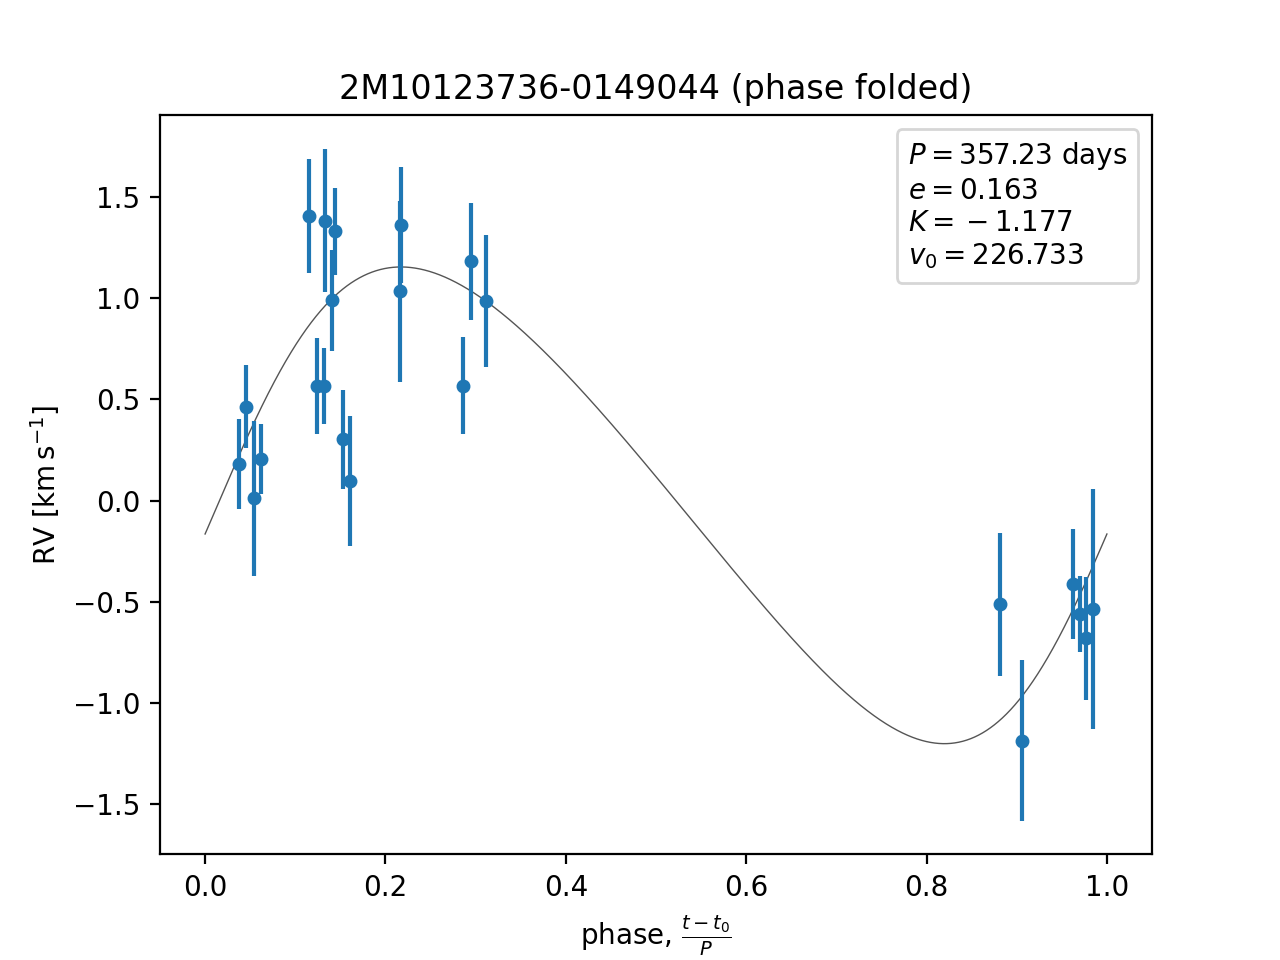 2M10123736-0149044 (phase folded)
P = 357.23 days
e = 0.163
K = −1.177
v₀ = 226.733
RV [km s⁻¹]
1.5
1.0
0.5
0.0
−0.5
−1.0
−1.5
0.0 0.2 0.4 0.6 0.8 1.0
phase, (t − t₀)/P